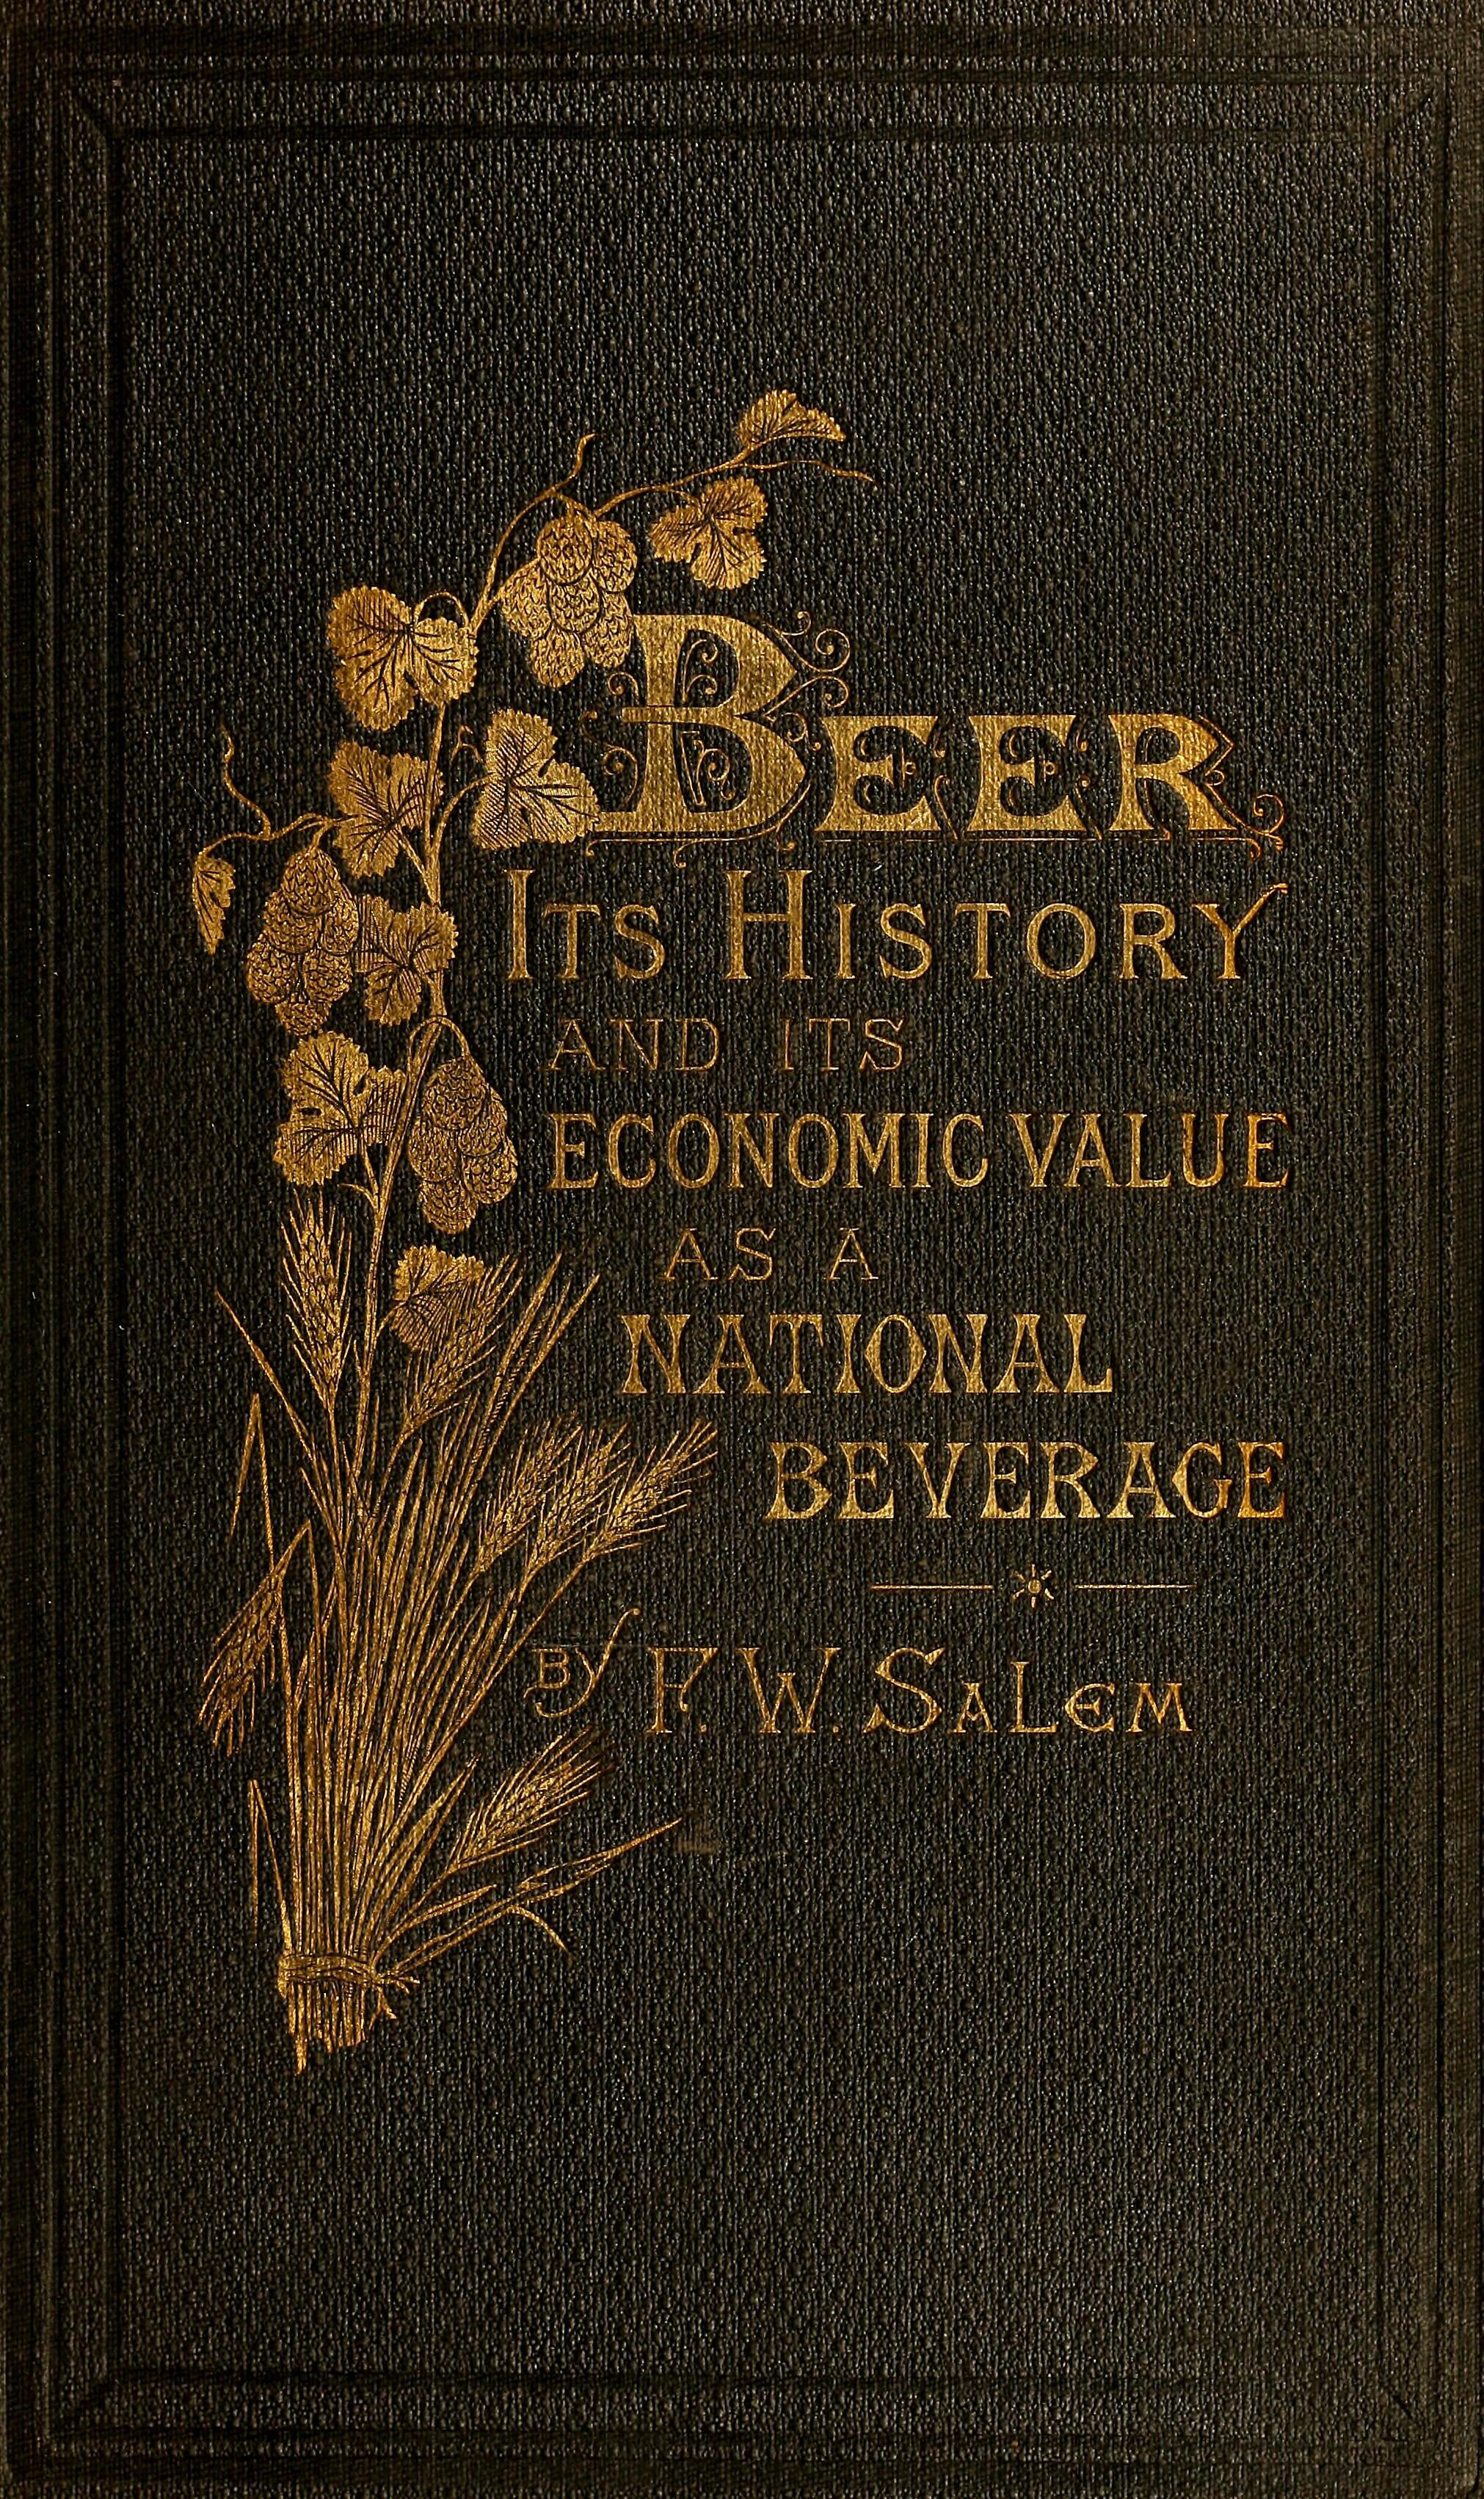 BEER
ITS HISTORY
AND ITS
ECONOMIC VALUE
AS A
NATIONAL
BEVERAGE
BY F. W. SALEM